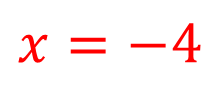 x = −4